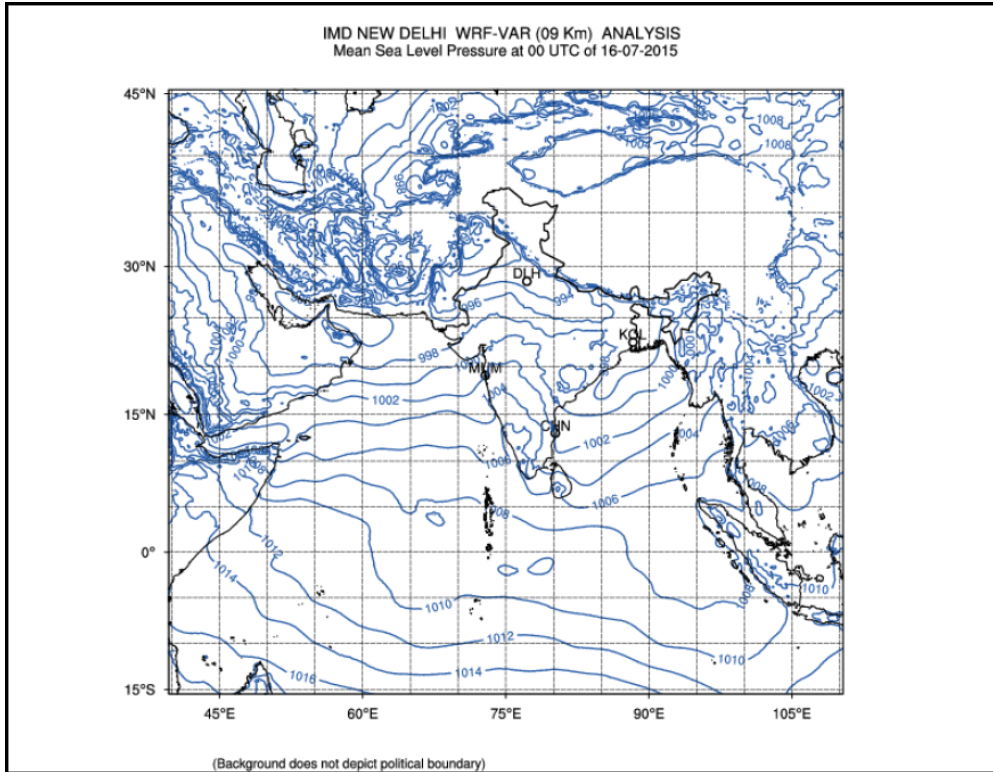 IMD NEW DELHI WRF-VAR (09 Km) ANALYSIS
Mean Sea Level Pressure at 00 UTC of 16-07-2015
45°N
1002
1008
1008
30°N
DLH
996
994
1000
998
KOL
MUM
1004
1002
1004
1002
15°N
CHN
1002
1002
1004
1006
1006
1008
1012
0°
1014
1008
1010
1010
1012
1010
1016
1014
15°S
45°E
60°E
75°E
90°E
105°E
(Background does not depict political boundary)